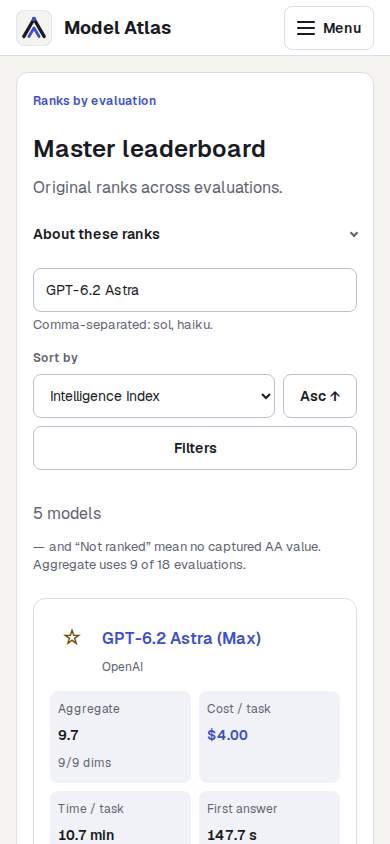 Model Atlas
Menu
Ranks by evaluation
Master leaderboard
Original ranks across evaluations.
About these ranks
GPT-6.2 Astra
Comma-separated: sol, haiku.
Sort by
Intelligence Index
Asc ↑
Filters
5 models
— and “Not ranked” mean no captured AA value.
Aggregate uses 9 of 18 evaluations.
☆ GPT-6.2 Astra (Max)
OpenAI
Aggregate
9.7
9/9 dims
Cost / task
$4.00
Time / task
10.7 min
First answer
147.7 s